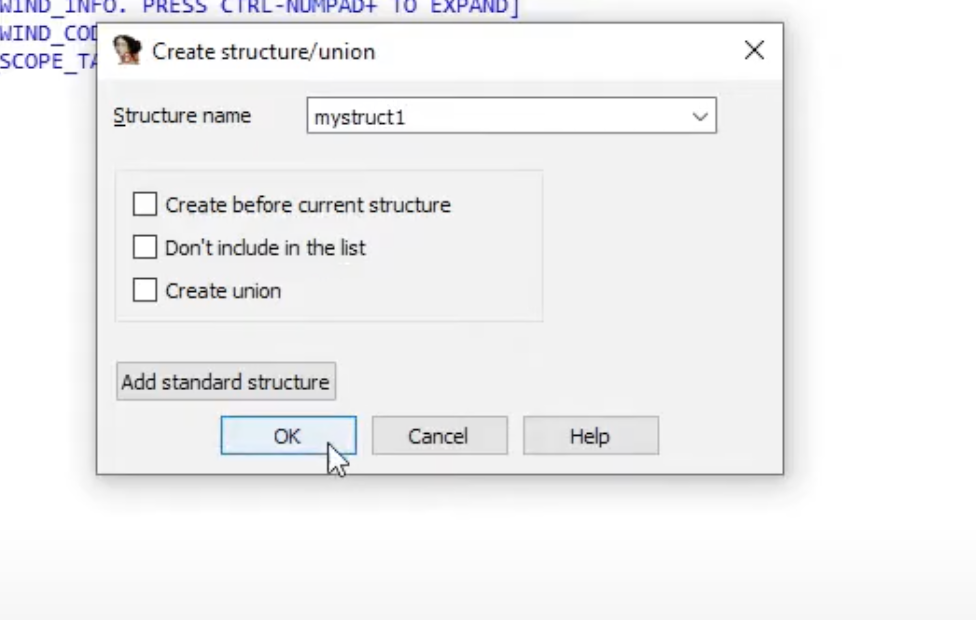 WIND_INFO. PRESS CTRL-NUMPAD+ TO EXPAND]
WIND_COD
SCOPE_TA
Create structure/union
Structure name
mystruct1
Create before current structure
Don't include in the list
Create union
Add standard structure
OK Cancel Help